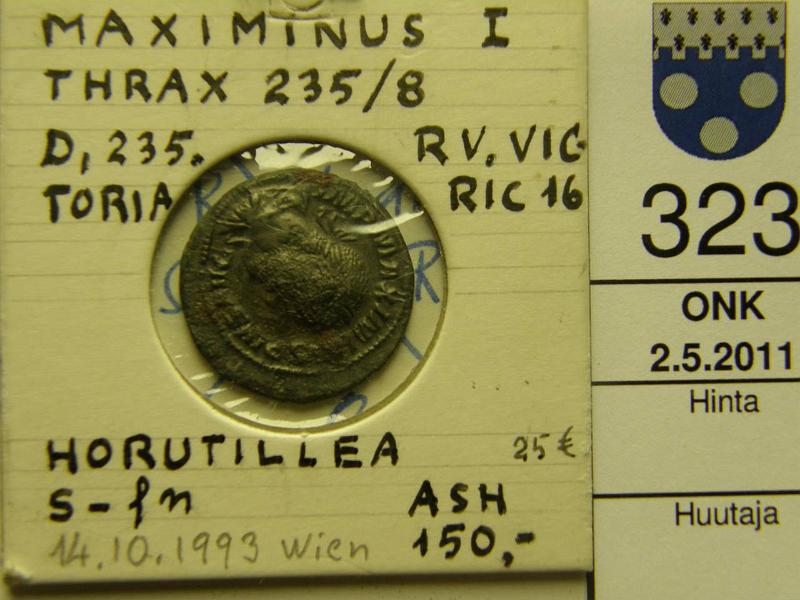 MAXIMINUS I
THRAX 235/8
D, 235. RV. VIC-
TORIA RIC 16
HORUTILLEA 25 €
S-fn ASH
14.10.1993 Wien 150,-
323
ONK
2.5.2011
Hinta
Huutaja